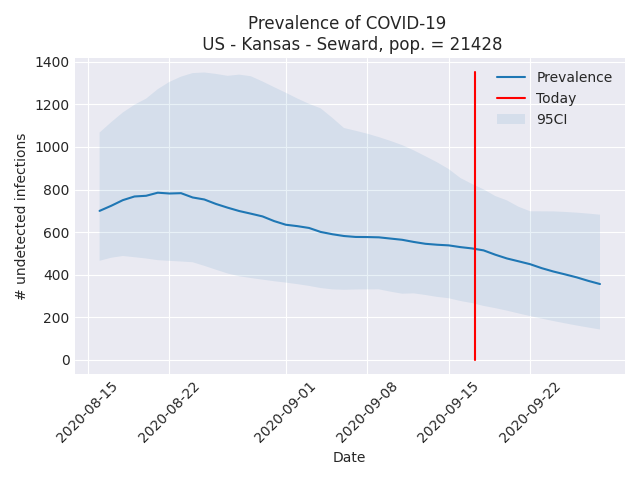 Prevalence of COVID-19
US - Kansas - Seward, pop. = 21428
1400
1200
1000
800
600
400
200
0
# undetected infections
Prevalence
Today
95CI
2020-08-15
2020-08-22
2020-09-01
2020-09-08
2020-09-15
2020-09-22
Date